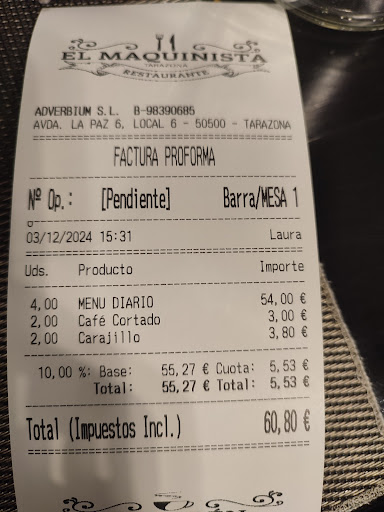 EL MAQUINISTA
TARAZONA
RESTAURANTE
ADVERBIUM S.L. B-98390685
AVDA. LA PAZ 6, LOCAL 6 - 50500 - TARAZONA
FACTURA PROFORMA
Nº Op.: [Pendiente] Barra/MESA 1
03/12/2024 15:31 Laura
Uds. Producto Importe
4,00 MENU DIARIO 54,00 €
2,00 Café Cortado 3,00 €
2,00 Carajillo 3,80 €
10,00 %: Base: 55,27 € Cuota: 5,53 €
Total: 55,27 € Total: 5,53 €
Total (Impuestos Incl.) 60,80 €